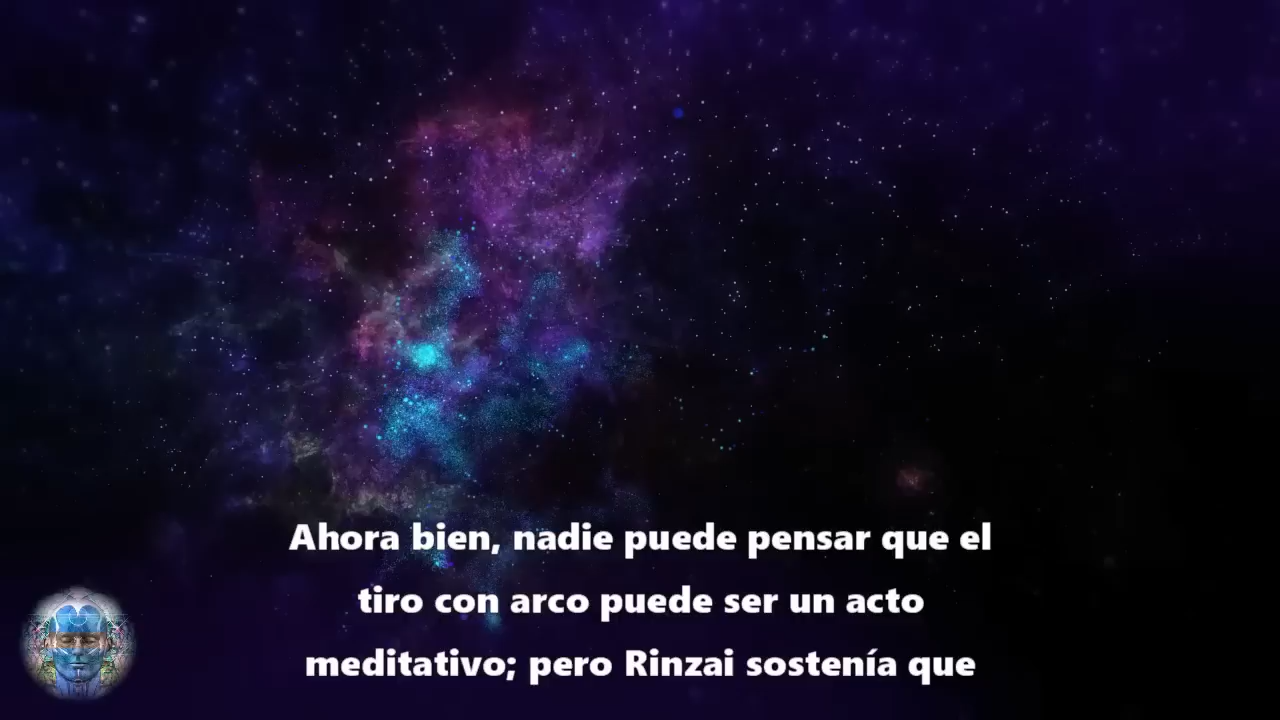 Ahora bien, nadie puede pensar que el
tiro con arco puede ser un acto
meditativo; pero Rinzai sostenía que